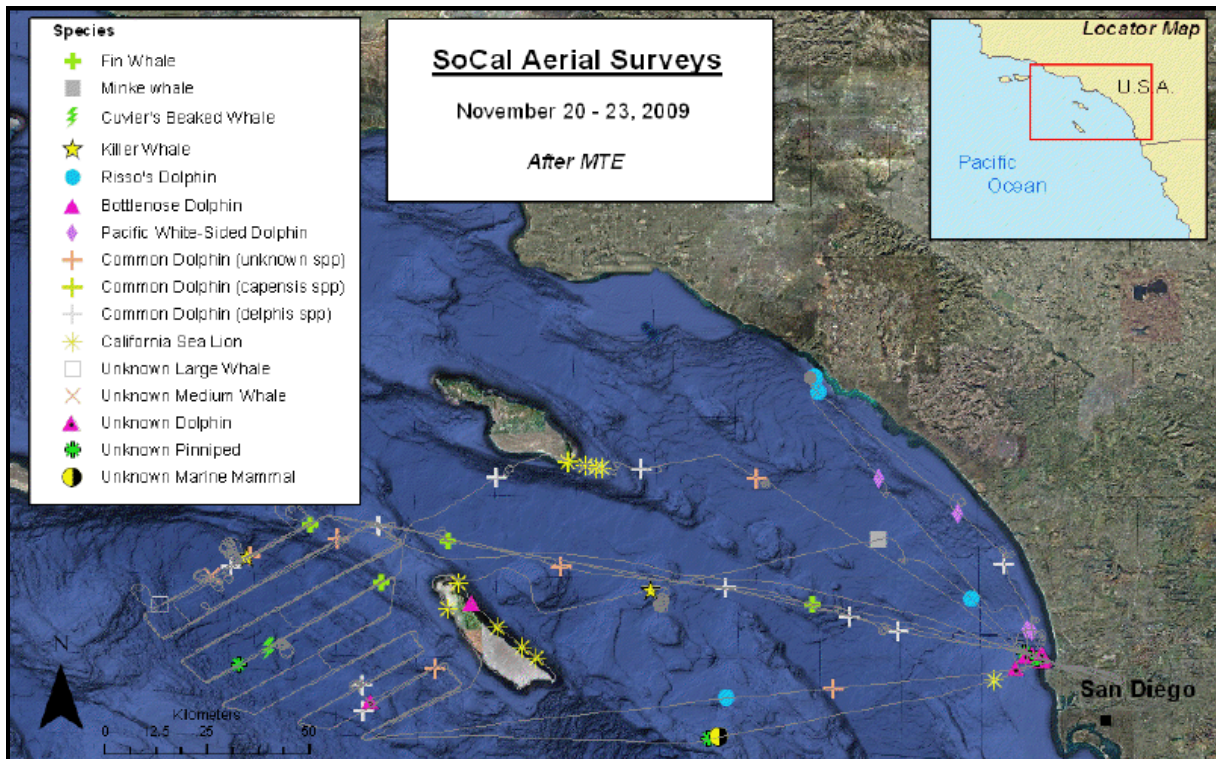 Species
Fin Whale
Minke whale
Cuvier's Beaked Whale
Killer Whale
Risso's Dolphin
Bottlenose Dolphin
Pacific White-Sided Dolphin
Common Dolphin (unknown spp)
Common Dolphin (capensis spp)
Common Dolphin (delphis spp)
California Sea Lion
Unknown Large Whale
Unknown Medium Whale
Unknown Dolphin
Unknown Pinniped
Unknown Marine Mammal
SoCal Aerial Surveys
November 20 - 23, 2009
After MTE
Locator Map
U.S.A.
Pacific
Ocean
N
Kilometers
0 12.5 25 50
San Diego